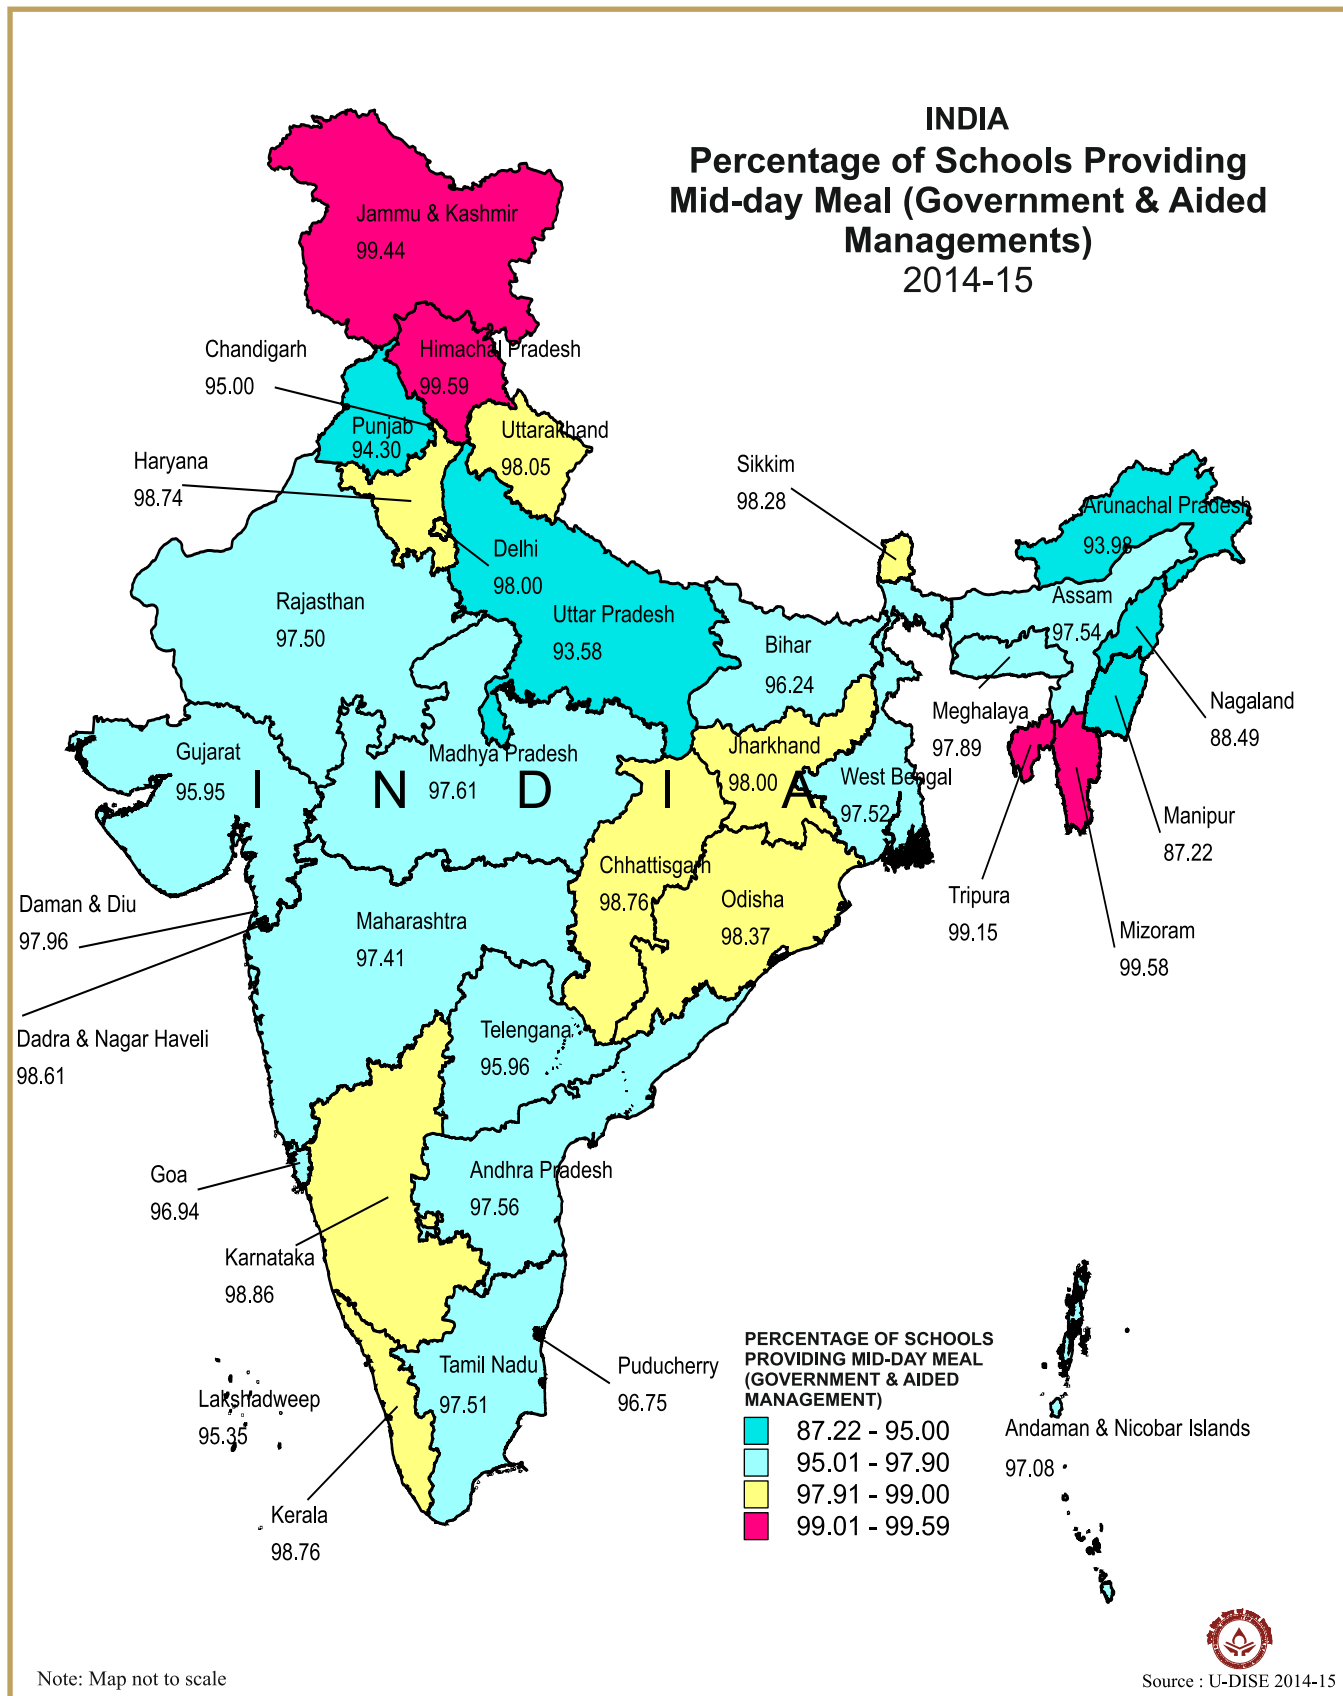 INDIA
Percentage of Schools Providing
Mid-day Meal (Government & Aided
Managements)
2014-15
Jammu & Kashmir
99.44
Chandigarh
95.00
Himachal Pradesh
99.59
Punjab
94.30
Uttarakhand
98.05
Haryana
98.74
Sikkim
98.28
Arunachal Pradesh
93.98
Delhi
98.00
Rajasthan
97.50
Uttar Pradesh
93.58
Bihar
96.24
Assam
97.54
Meghalaya
97.89
Nagaland
88.49
Gujarat
95.95
Madhya Pradesh
97.61
Jharkhand
98.00
West Bengal
97.52
I N D I A
Manipur
87.22
Chhattisgarh
98.76
Odisha
98.37
Tripura
99.15
Mizoram
99.58
Daman & Diu
97.96
Maharashtra
97.41
Dadra & Nagar Haveli
98.61
Telengana
95.96
Goa
96.94
Andhra Pradesh
97.56
Karnataka
98.86
Tamil Nadu
97.51
Puducherry
96.75
Lakshadweep
95.35
Kerala
98.76
PERCENTAGE OF SCHOOLS
PROVIDING MID-DAY MEAL
(GOVERNMENT & AIDED
MANAGEMENT)
87.22 - 95.00
95.01 - 97.90
97.91 - 99.00
99.01 - 99.59
Andaman & Nicobar Islands
97.08
Note: Map not to scale
Source : U-DISE 2014-15